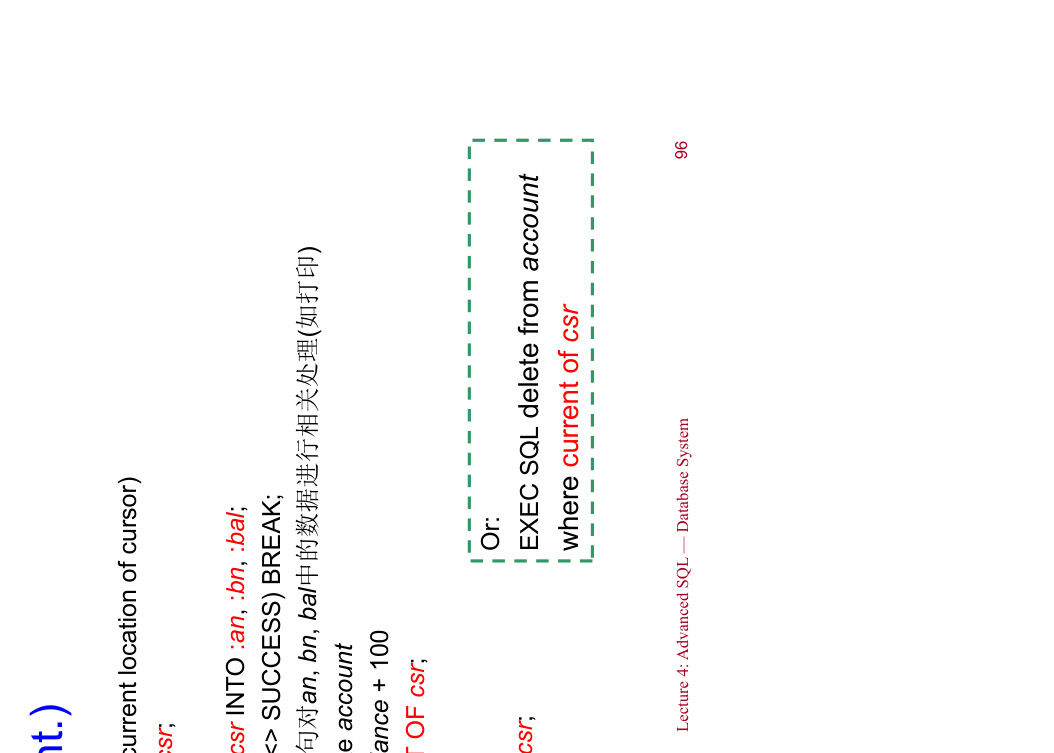 nt.)
current location of cursor)
sr;
csr INTO :an, :bn, :bal;
<> SUCCESS) BREAK;
句对an, bn, bal中的数据进行相关处理(如打印)
e account
ance + 100
T OF csr;
Or:
EXEC SQL delete from account
where current of csr
csr;
Lecture 4: Advanced SQL — Database System
96